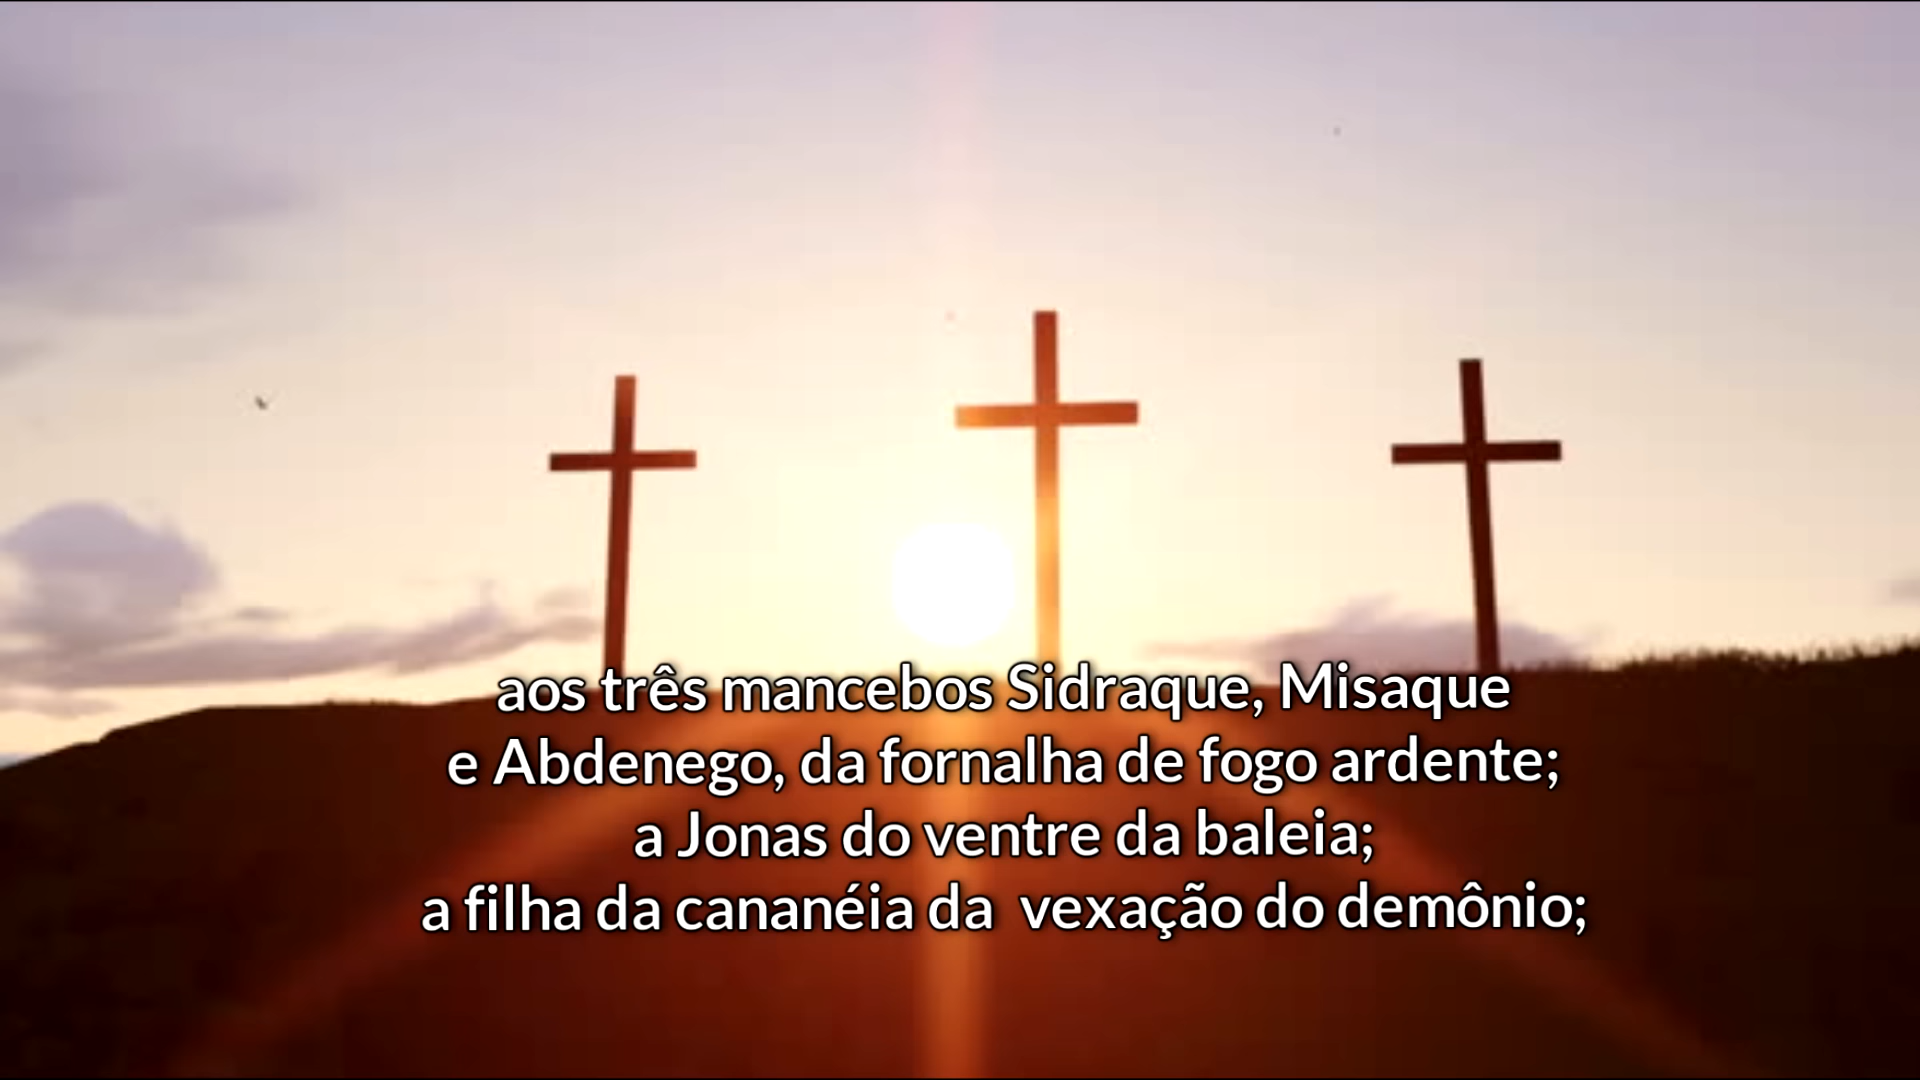 aos três mancebos Sidraque, Misaque
e Abdenego, da fornalha de fogo ardente;
a Jonas do ventre da baleia;
a filha da cananéia da  vexação do demônio;